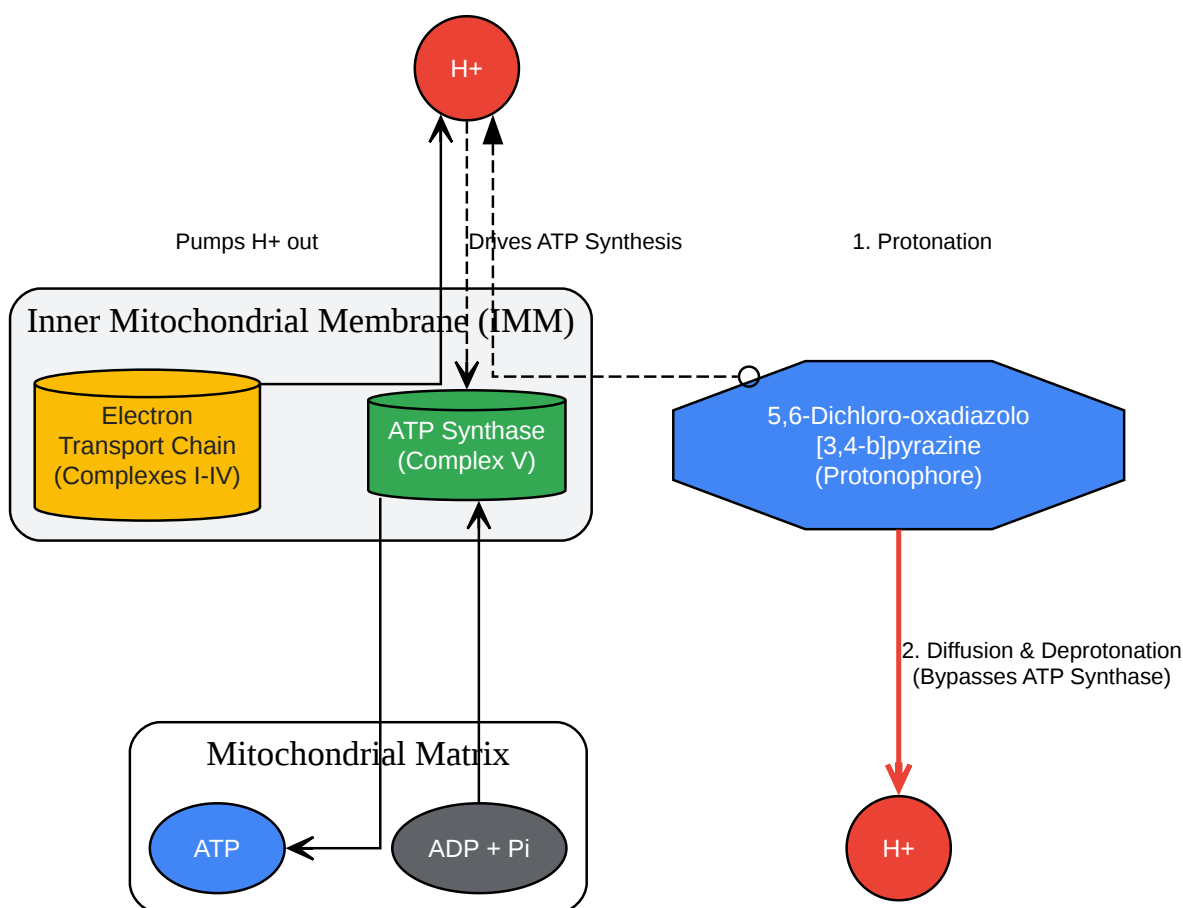 H+
Pumps H+ out
Drives ATP Synthesis
1. Protonation
Inner Mitochondrial Membrane (IMM)
Electron
Transport Chain
(Complexes I-IV)
ATP Synthase
(Complex V)
5,6-Dichloro-oxadiazolo
[3,4-b]pyrazine
(Protonophore)
2. Diffusion & Deprotonation
(Bypasses ATP Synthase)
Mitochondrial Matrix
ATP
ADP + Pi
H+